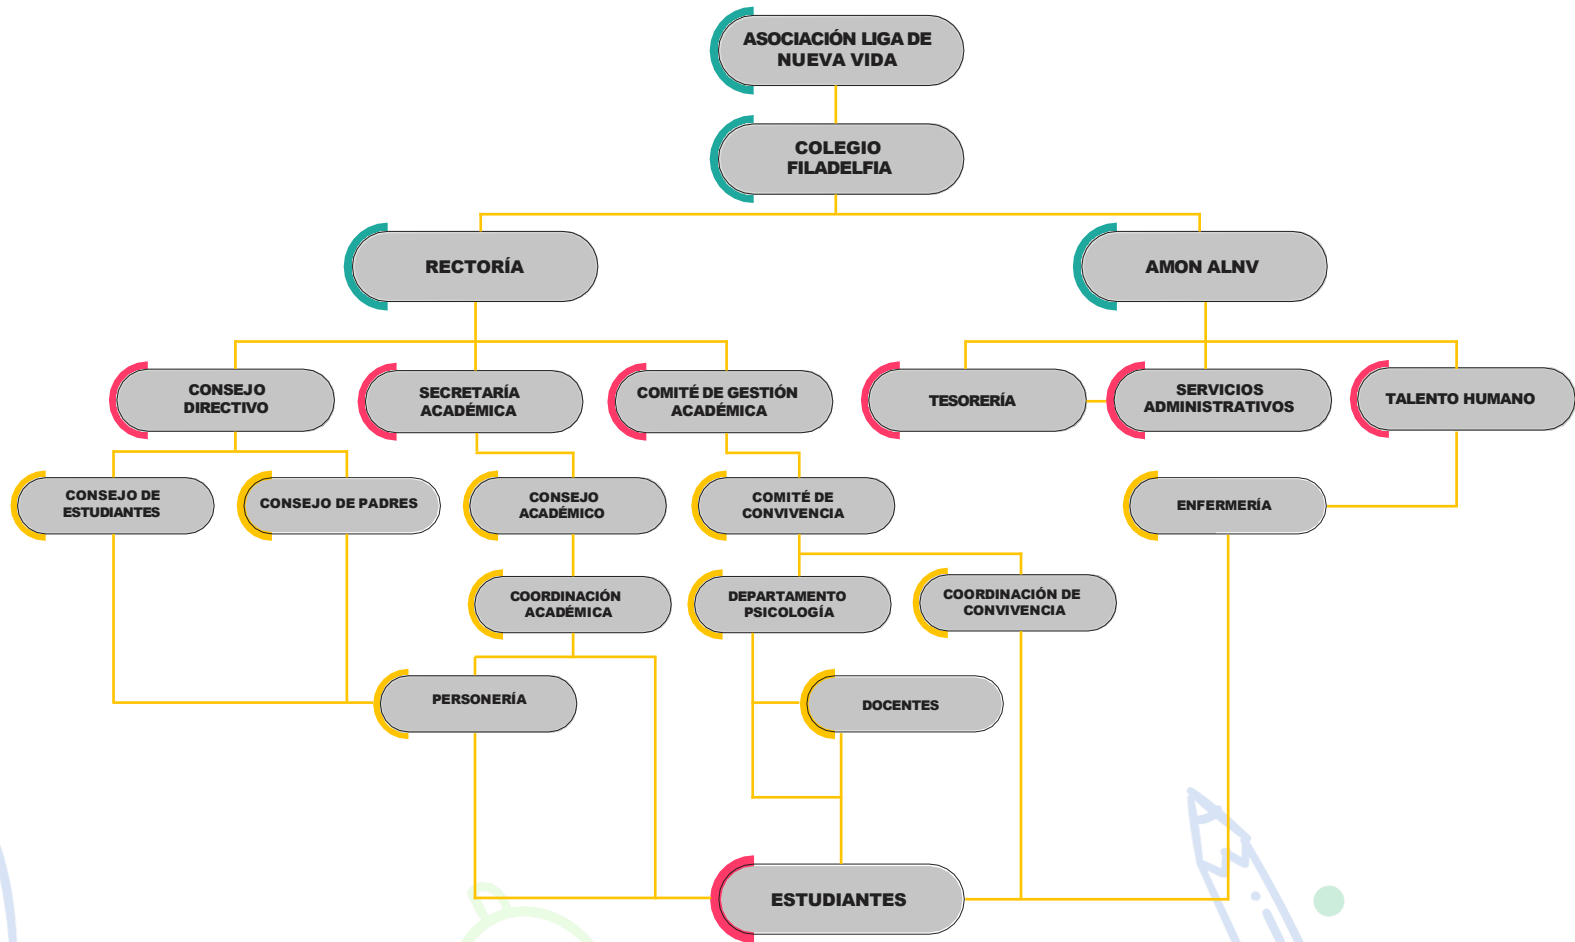 ASOCIACIÓN LIGA DE
NUEVA VIDA
COLEGIO
FILADELFIA
RECTORÍA
AMON ALNV
CONSEJO
DIRECTIVO
SECRETARÍA
ACADÉMICA
COMITÉ DE GESTIÓN
ACADÉMICA
TESORERÍA
SERVICIOS
ADMINISTRATIVOS
TALENTO HUMANO
CONSEJO DE
ESTUDIANTES
CONSEJO DE PADRES
CONSEJO
ACADÉMICO
COMITÉ DE
CONVIVENCIA
ENFERMERÍA
COORDINACIÓN
ACADÉMICA
DEPARTAMENTO
PSICOLOGÍA
COORDINACIÓN DE
CONVIVENCIA
PERSONERÍA
DOCENTES
ESTUDIANTES